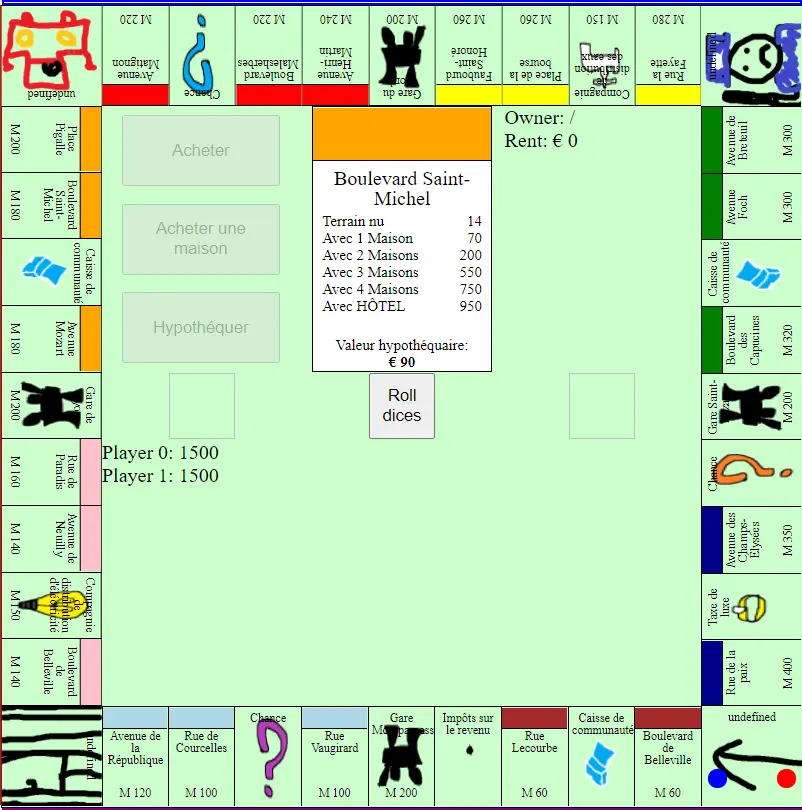 M 220
M 220
M 240
M 200
M 260
M 260
M 150
M 280
Avenue
Matignon
Chance
Boulevard
Malesherbes
Avenue
Henri-
Martin
Gare du
Faubourg
Saint-
Honoré
Place de la
bourse
Compagnie
de
distribution
des eaux
Rue la
Fayette
undefined
undefined
Place
Pigalle
M 200
Boulevard
Saint-
Michel
M 180
Caisse de
communauté
Avenue
Mozart
M 180
Gare de
M 200
Rue de
Paradis
M 160
Avenue de
Neuilly
M 140
Compagnie
de
distribution
d'électricité
M 150
Boulevard
de
Belleville
M 140
Acheter
Acheter une
maison
Hypothéquer
Boulevard Saint-
Michel
Terrain nu 14
Avec 1 Maison 70
Avec 2 Maisons 200
Avec 3 Maisons 550
Avec 4 Maisons 750
Avec HÔTEL 950
Valeur hypothéquaire:
€ 90
Owner: /
Rent: € 0
Roll
dices
Player 0: 1500
Player 1: 1500
Avenue de
Breteuil
M 300
Avenue
Foch
M 300
Caisse de
communauté
Boulevard
des
Capucines
M 320
Gare Saint-
M 200
Chance
Avenue des
Champs-
Elysées
M 350
Taxe de
luxe
Rue de la
paix
M 400
undefined
Avenue de
la
République
M 120
Rue de
Courcelles
M 100
Chance
Rue
Vaugirard
M 100
Gare
M 200
Impôts sur
le revenu
Rue
Lecourbe
M 60
Caisse de
communauté
Boulevard
de
Belleville
M 60
undefined